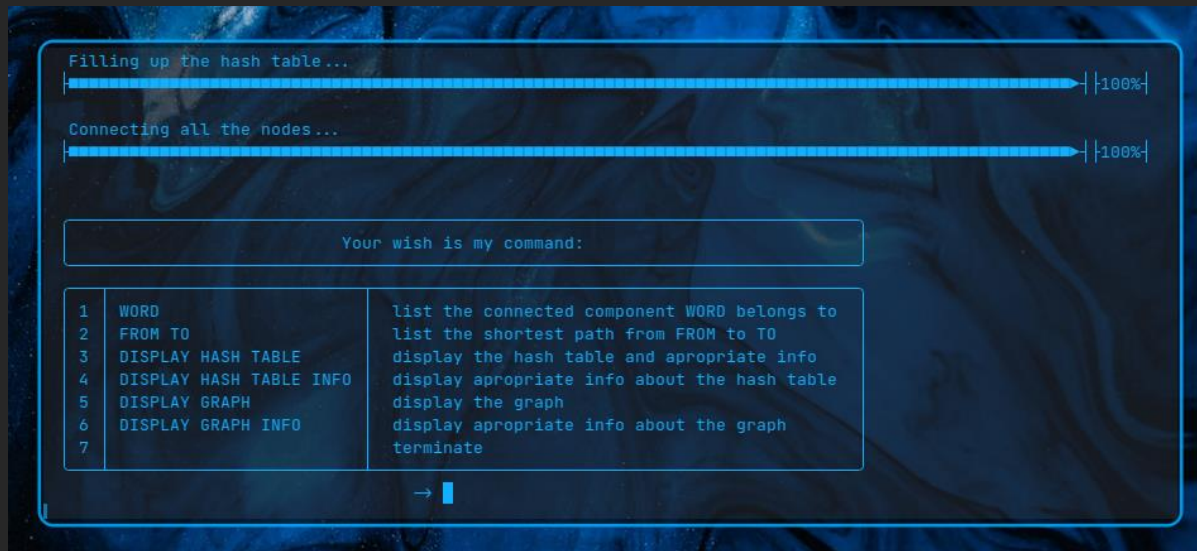 Filling up the hash table...
100%
Connecting all the nodes...
100%
Your wish is my command:
1 WORD list the connected component WORD belongs to
2 FROM TO list the shortest path from FROM to TO
3 DISPLAY HASH TABLE display the hash table and apropriate info
4 DISPLAY HASH TABLE INFO display apropriate info about the hash table
5 DISPLAY GRAPH display the graph
6 DISPLAY GRAPH INFO display apropriate info about the graph
7 terminate
→